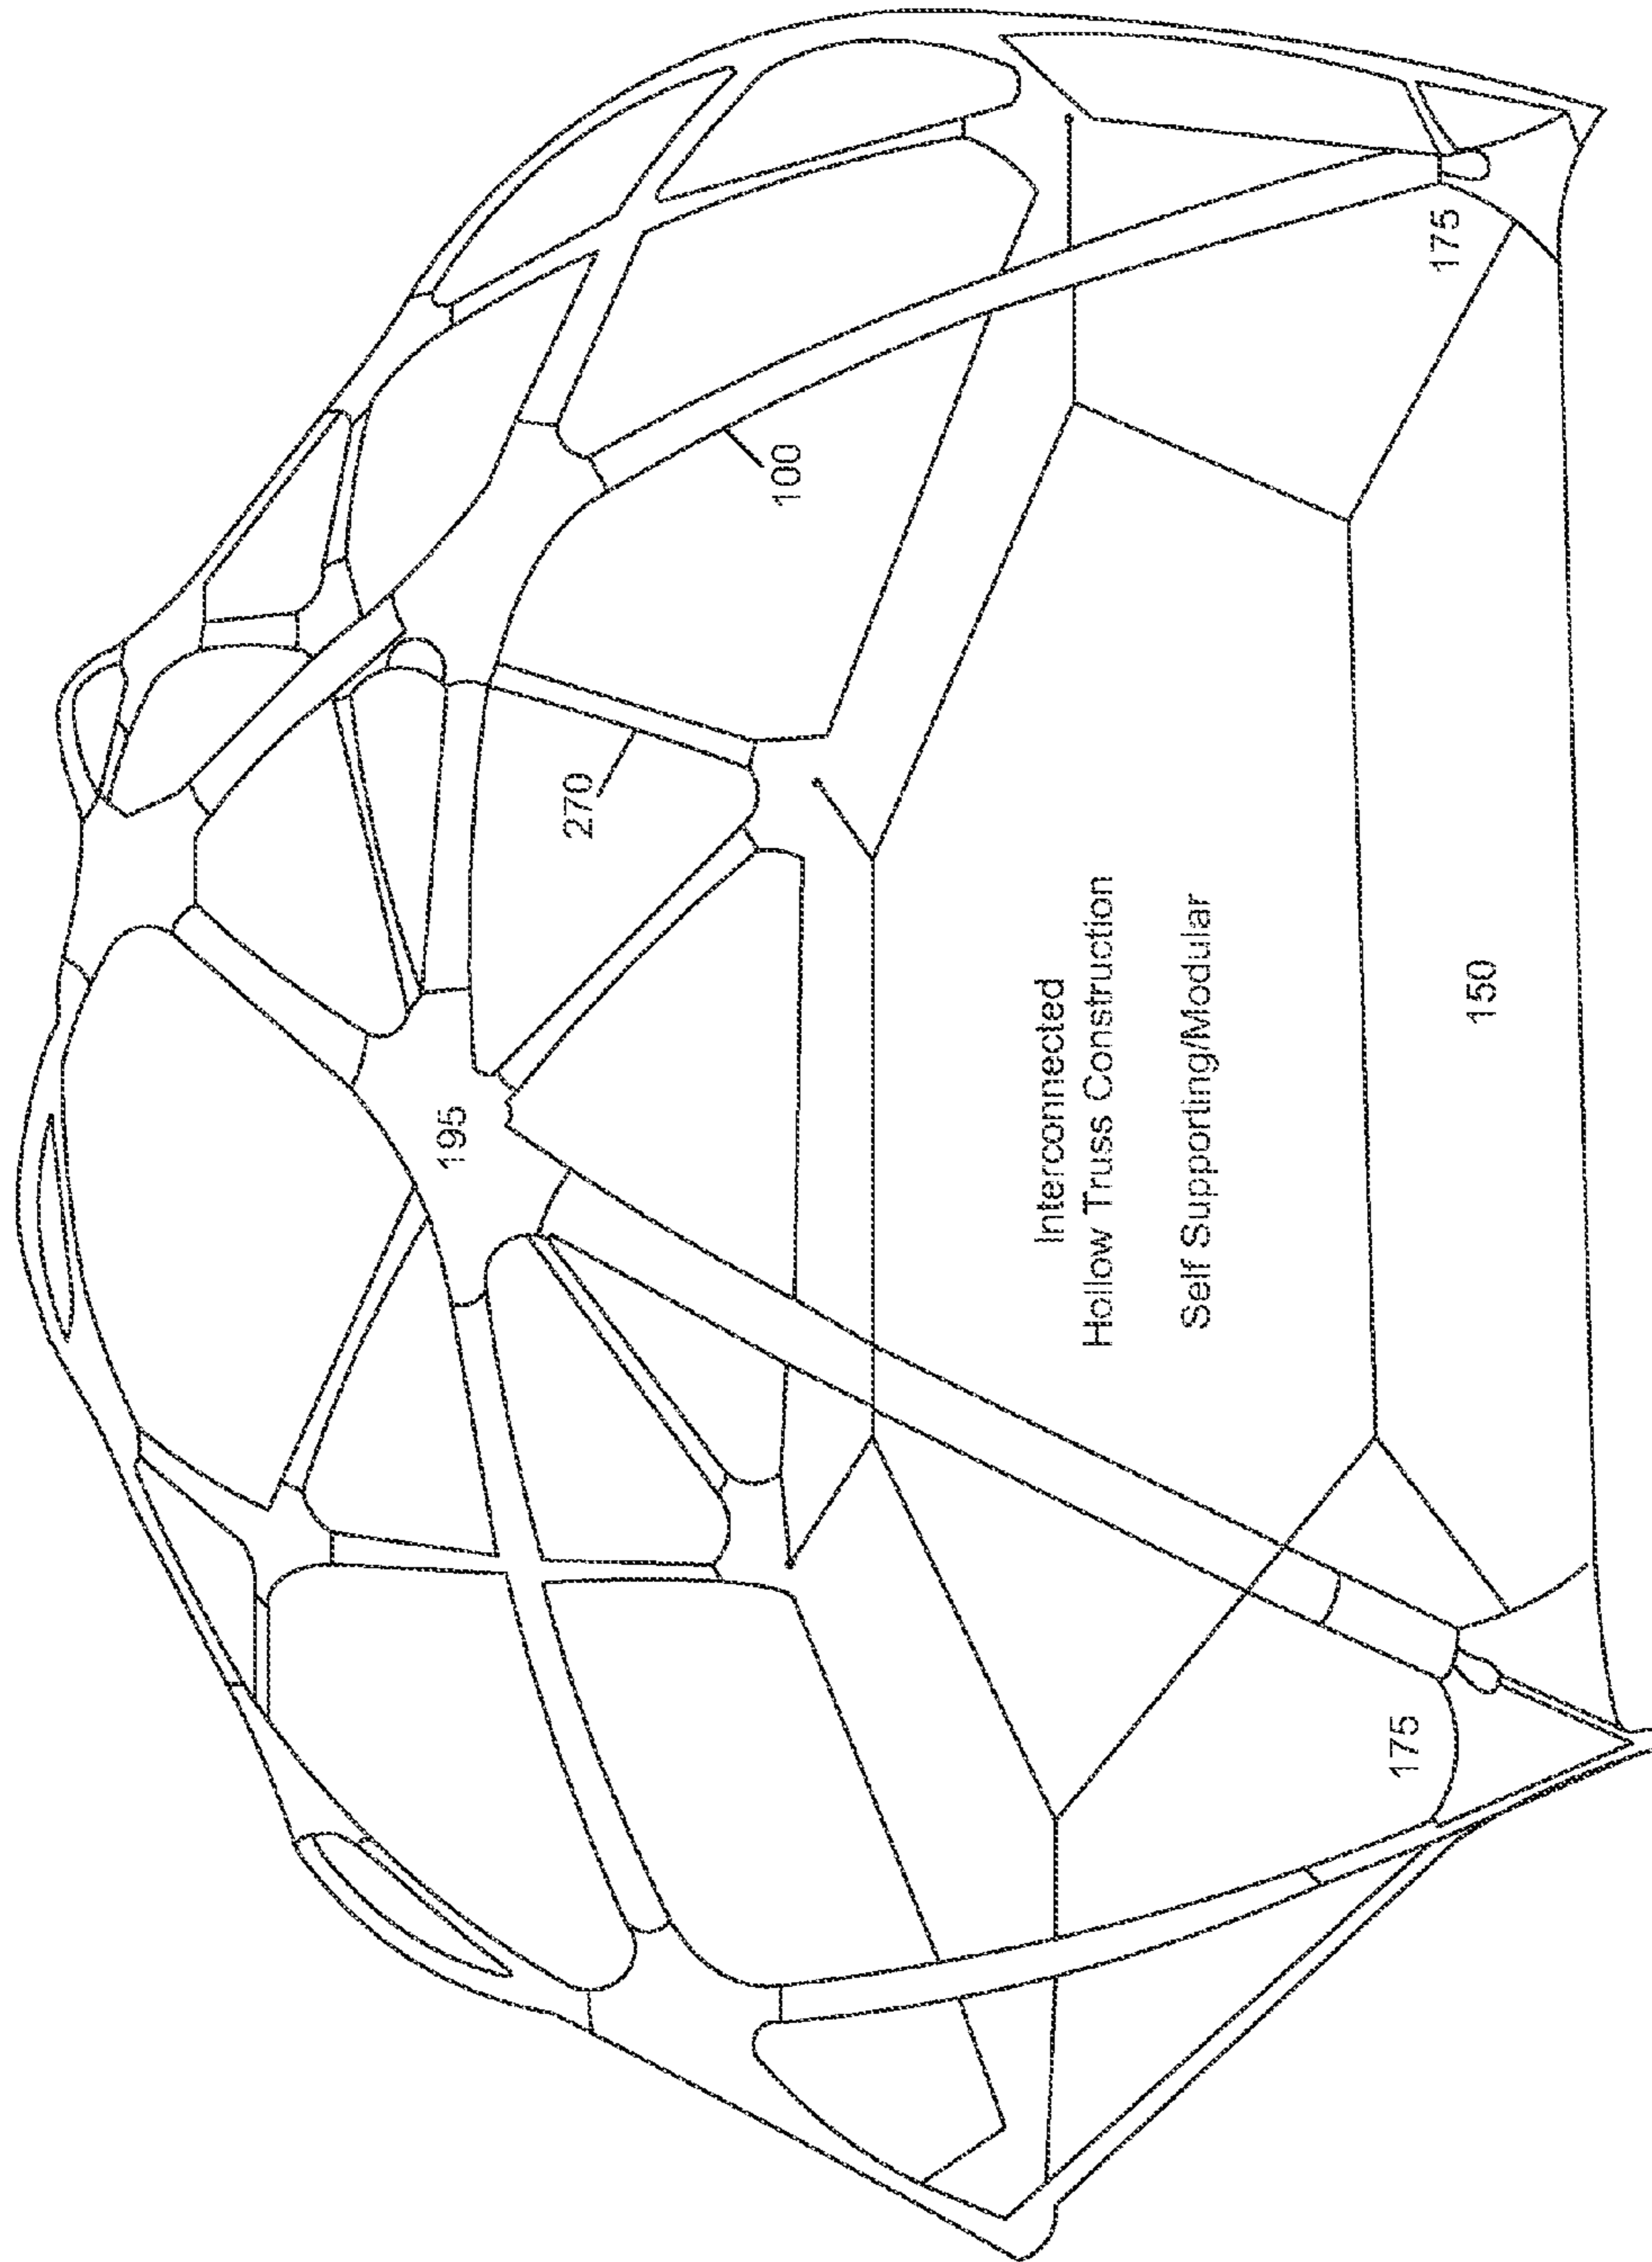 195
270
100
175
Interconnected
Hollow Truss Construction
Self Supporting/Modular
175
150